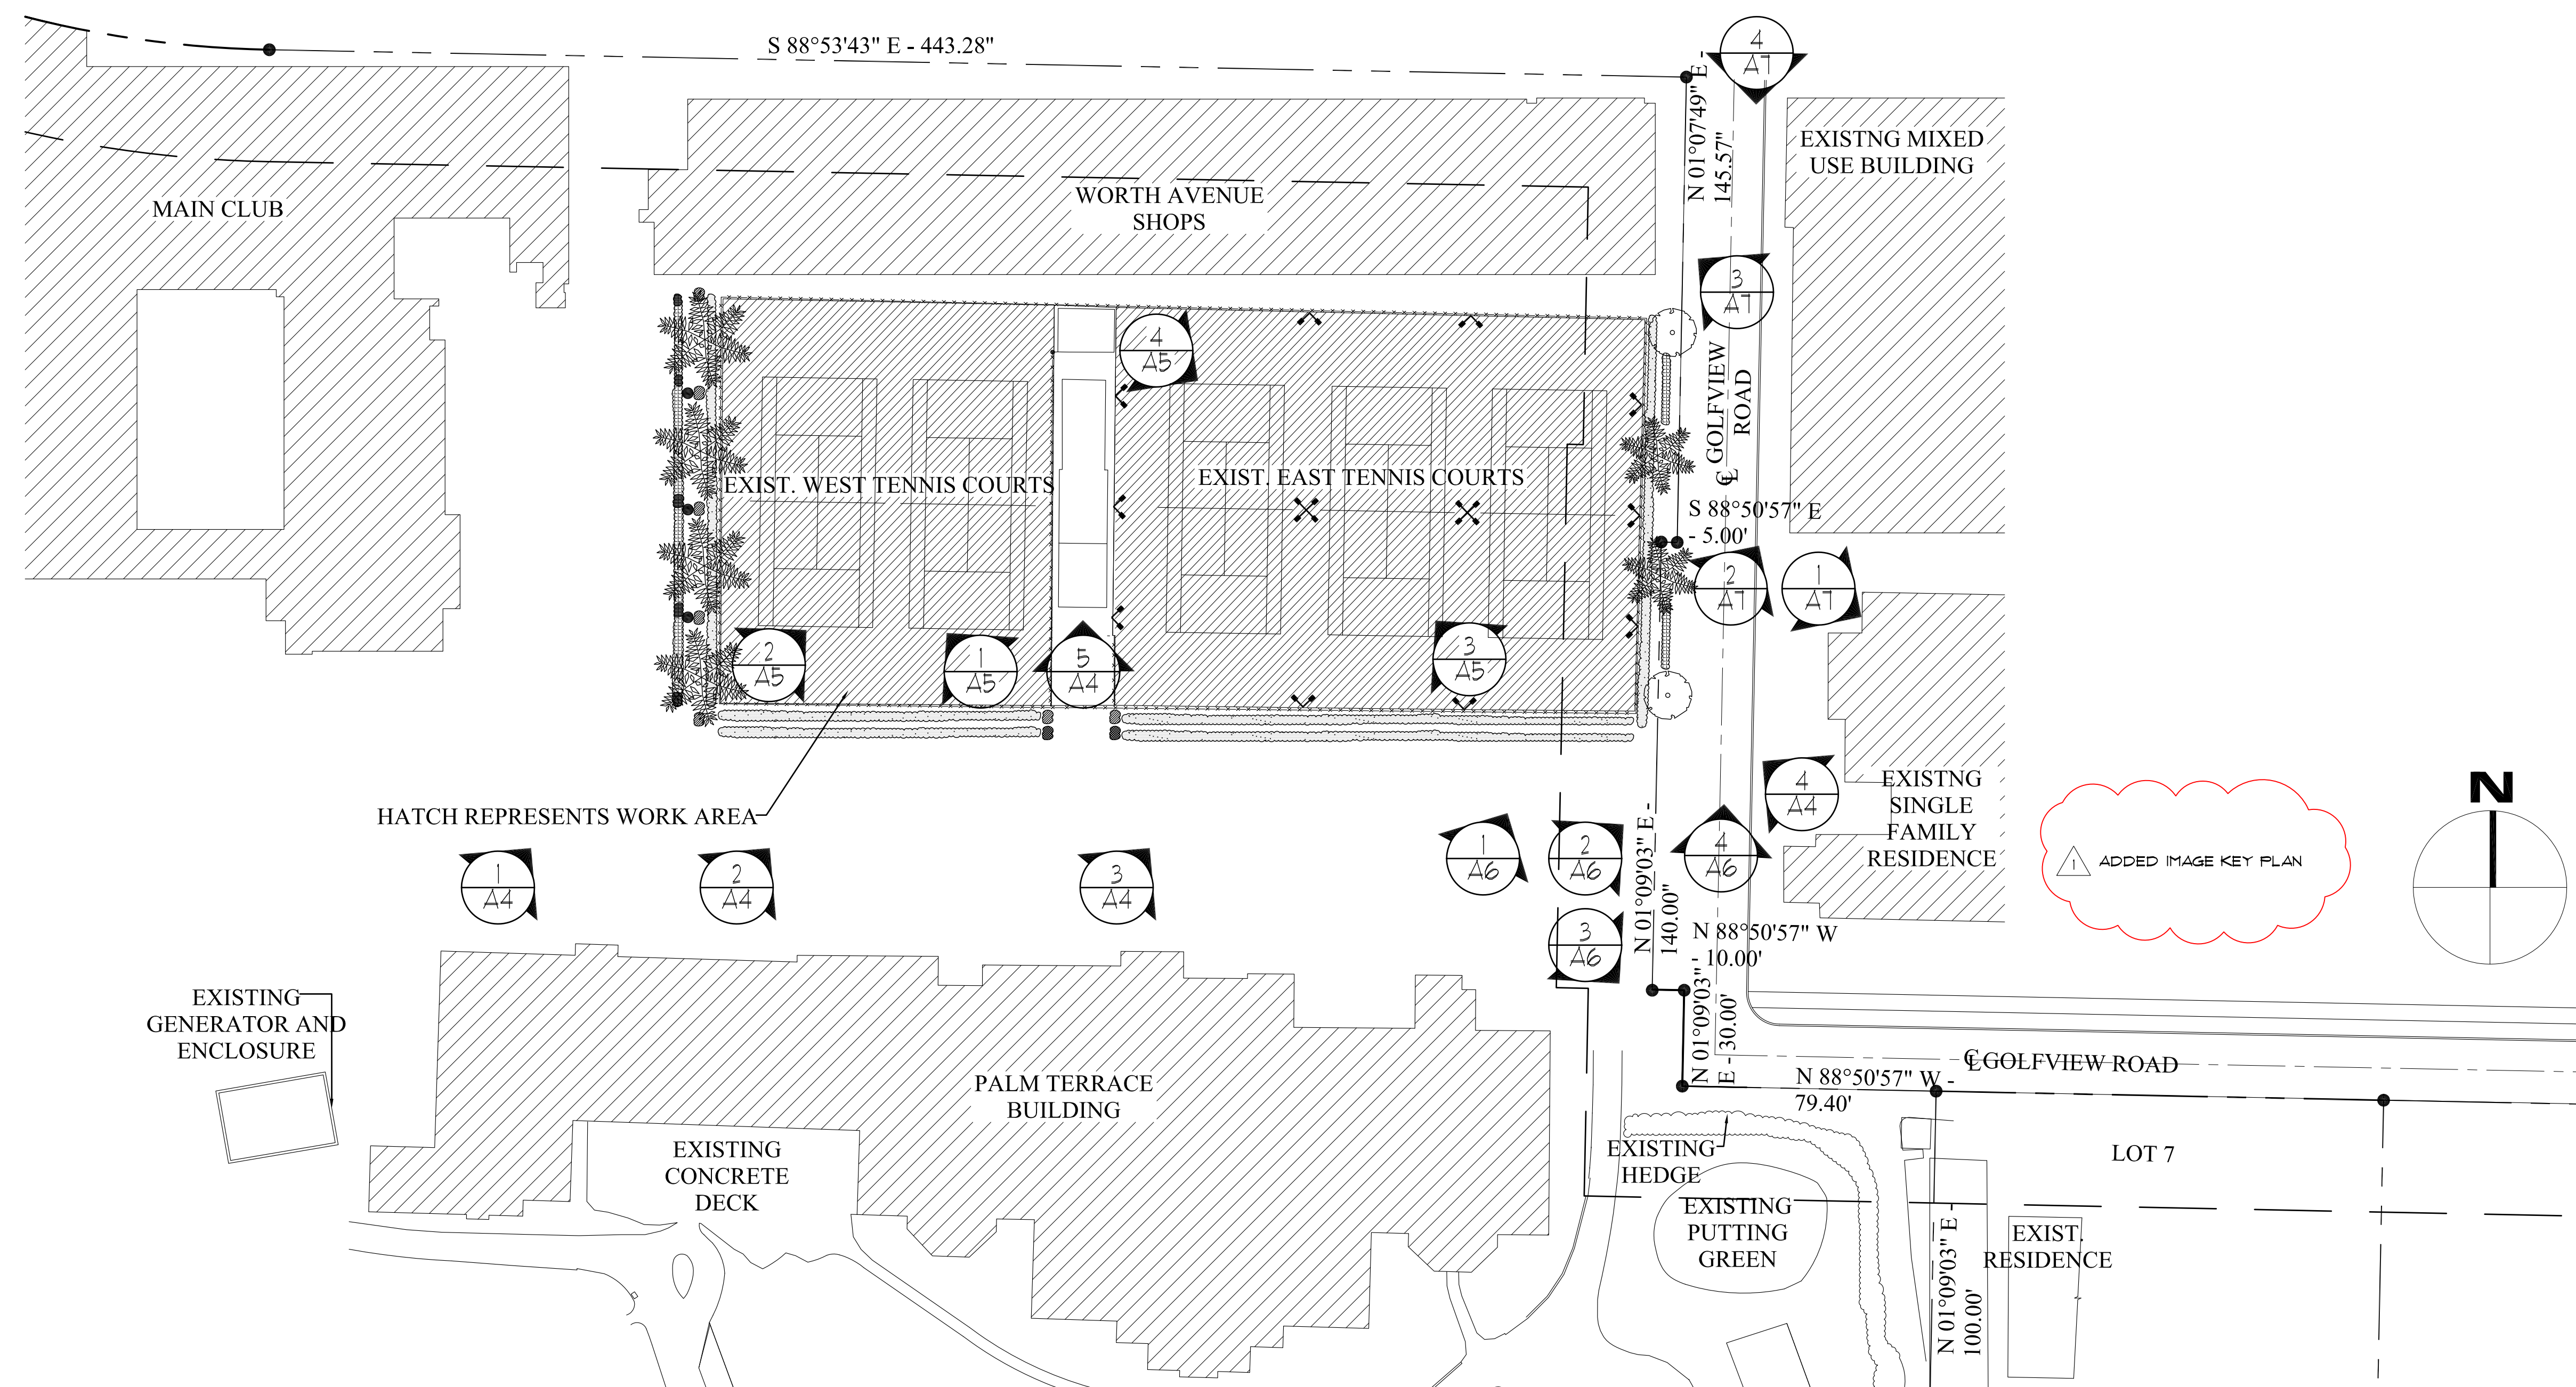 S 88°53'43" E - 443.28"
N 01°07'49" E -
145.57"
4
A7
EXISTNG MIXED
USE BUILDING
MAIN CLUB
WORTH AVENUE
SHOPS
3
A7
4
A5
GOLFVIEW
ROAD
EXIST. WEST TENNIS COURTS
EXIST. EAST TENNIS COURTS
S 88°50'57" E
- 5.00'
2
A7
1
A7
2
A5
1
A5
5
A4
3
A5
HATCH REPRESENTS WORK AREA
4
A4
EXISTNG
SINGLE
FAMILY
RESIDENCE
N
1 ADDED IMAGE KEY PLAN
1
A4
2
A4
3
A4
1
A6
2
A6
4
A6
3
A6
N 01°09'03" E -
140.00"
N 88°50'57" W
- 10.00'
N 01°09'03"
E - 30.00'
EXISTING
GENERATOR AND
ENCLOSURE
PALM TERRACE
BUILDING
℄ GOLFVIEW ROAD
N 88°50'57" W -
79.40'
EXISTING
CONCRETE
DECK
EXISTING
HEDGE
LOT 7
EXISTING
PUTTING
GREEN
N 01°09'03" E -
100.00'
EXIST.
RESIDENCE